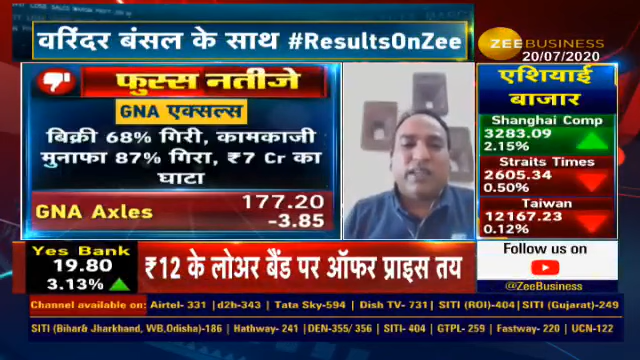 वरिंदर बंसल के साथ #ResultsOnZee
ZEE BUSINESS
20/07/2020
फुस्स नतीजे
GNA एक्सल्स
बिक्री 68% गिरी, कामकाजी
मुनाफा 87% गिरा, ₹7 Cr का
घाटा
GNA Axles
177.20
-3.85
एशियाई
बाजार
Shanghai Comp
3283.09
2.15%
Straits Times
2605.34
0.50%
Taiwan
12167.23
0.12%
Yes Bank
19.80
3.13%
₹12 के लोअर बैंड पर ऑफर प्राइस तय
Follow us on
@ZeeBusiness
Channel available on: Airtel- 331 | d2h-343 | Tata Sky-594 | Dish TV- 731 | SITI (ROI)-404 | SITI (Gujarat)-249
SITI (Bihar& Jharkhand, WB,Odisha)-186 | Hathway- 241 | DEN-355/ 356 | SITI- 404 | GTPL- 259 | Fastway- 220 | UCN-122